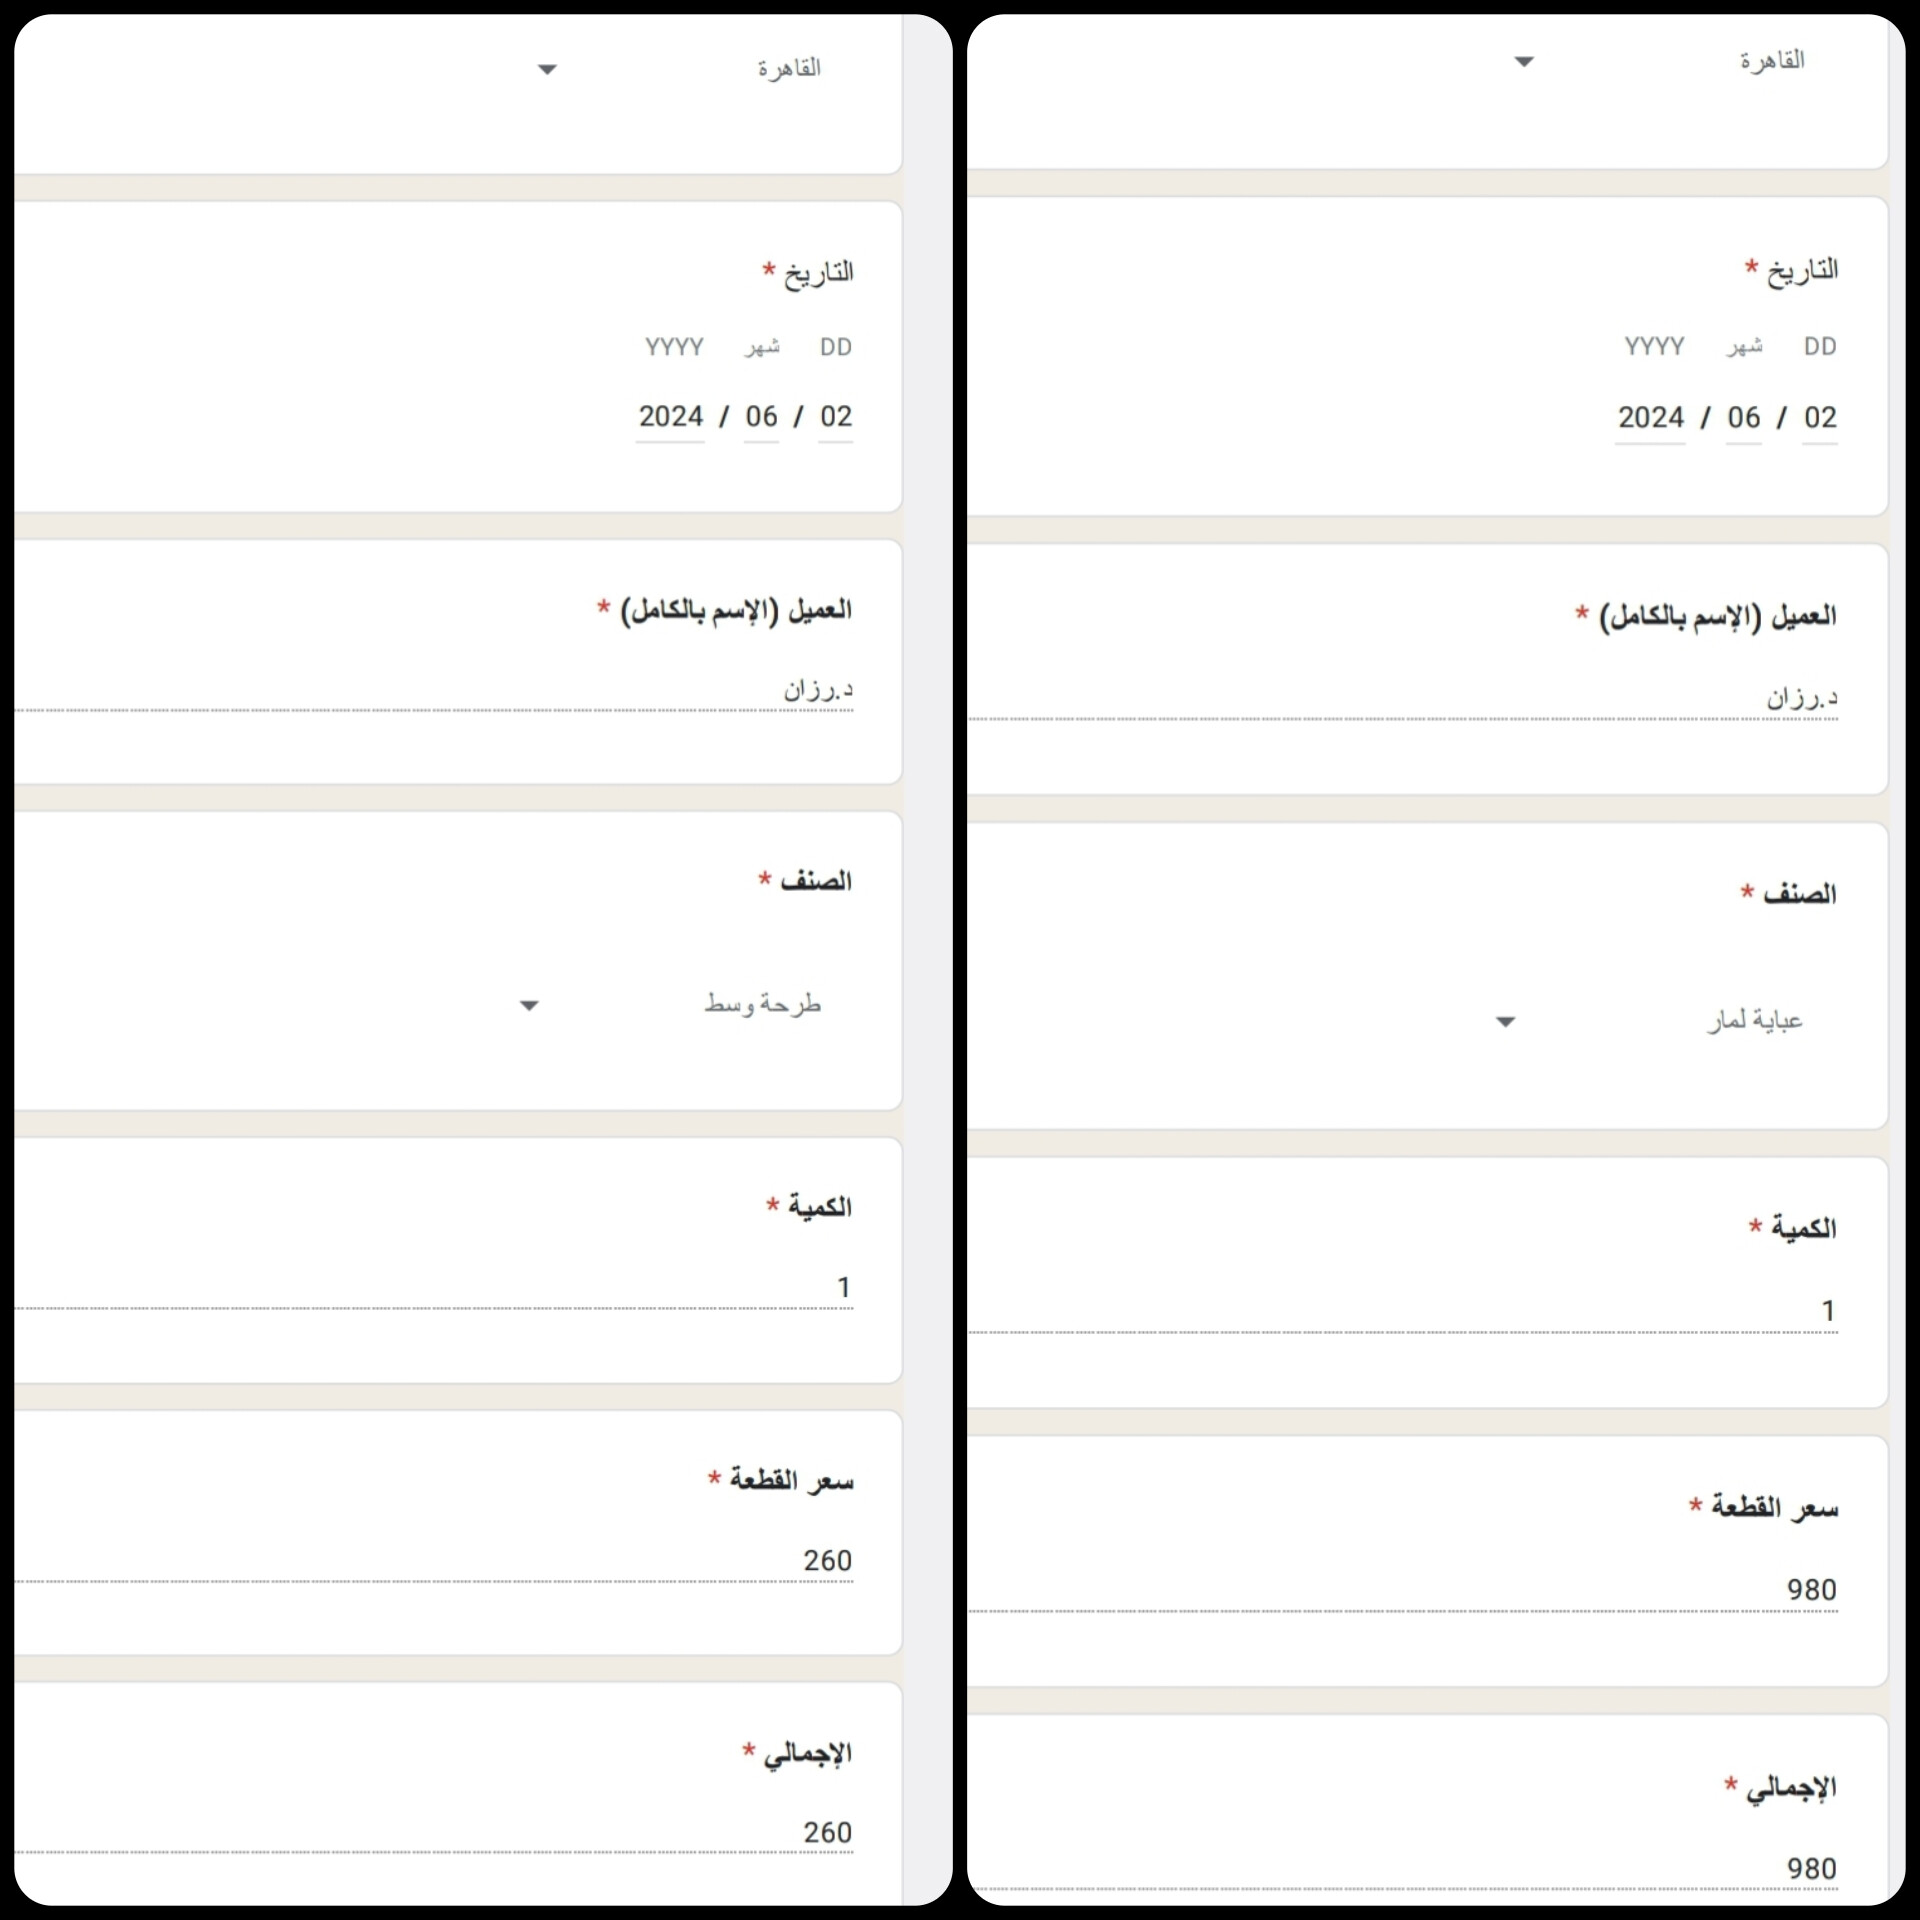 القاهرة
التاريخ *
DD شهر YYYY
02 / 06 / 2024
العميل (الإسم بالكامل) *
د.رزان
الصنف *
عباية لمار
الكمية *
1
سعر القطعة *
980
الإجمالي *
980
القاهرة
التاريخ *
DD شهر YYYY
02 / 06 / 2024
العميل (الإسم بالكامل) *
د.رزان
الصنف *
طرحة وسط
الكمية *
1
سعر القطعة *
260
الإجمالي *
260